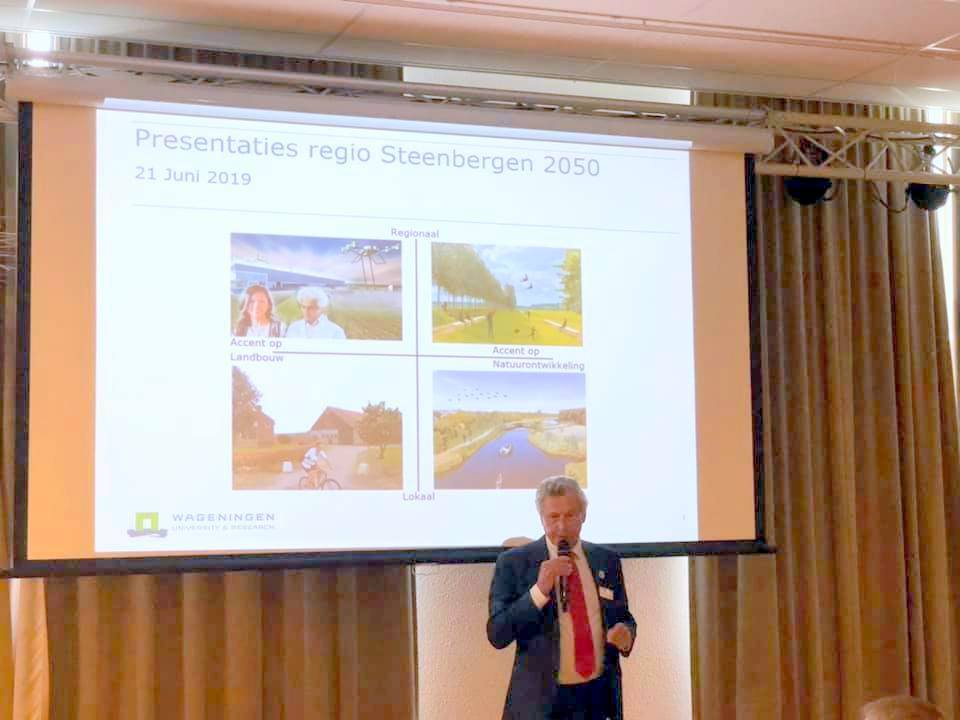 Presentaties regio Steenbergen 2050
21 Juni 2019
Regionaal
Accent op
Landbouw
Accent op
Natuurontwikkeling
Lokaal
WAGENINGEN
UNIVERSITY & RESEARCH